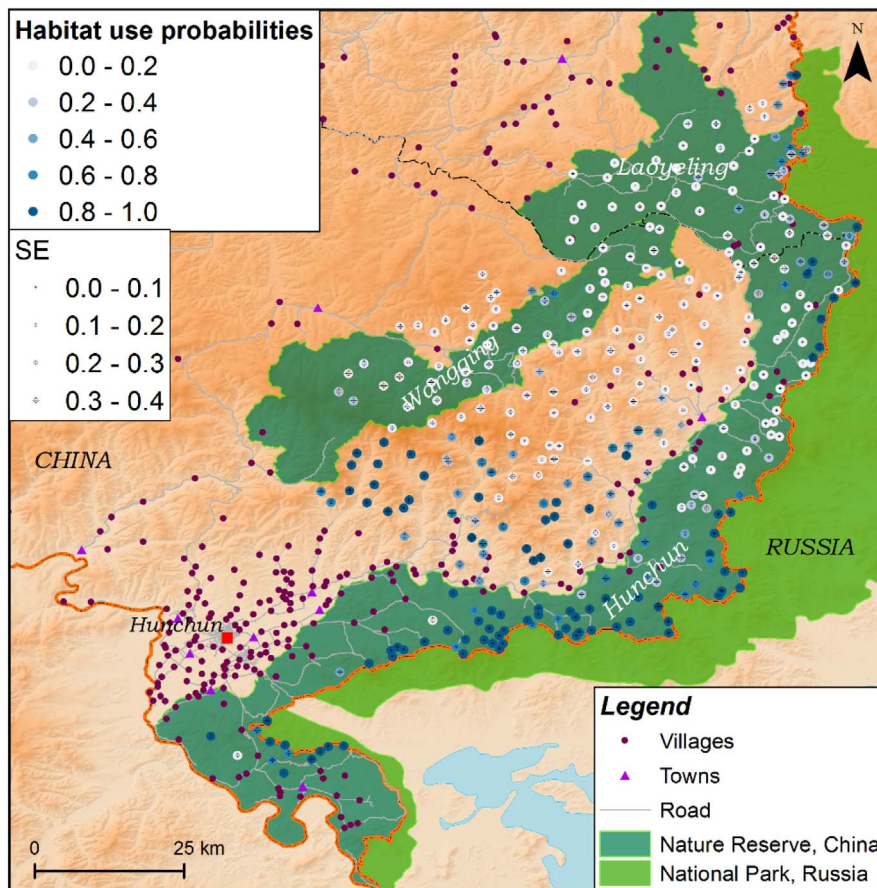 Habitat use probabilities
0.0 - 0.2
0.2 - 0.4
0.4 - 0.6
0.6 - 0.8
0.8 - 1.0
SE
0.0 - 0.1
0.1 - 0.2
0.2 - 0.3
0.3 - 0.4
N
Laoyeling
Wangqing
CHINA
RUSSIA
Hunchun
Hunchun
0
25 km
Legend
Villages
Towns
Road
Nature Reserve, China
National Park, Russia